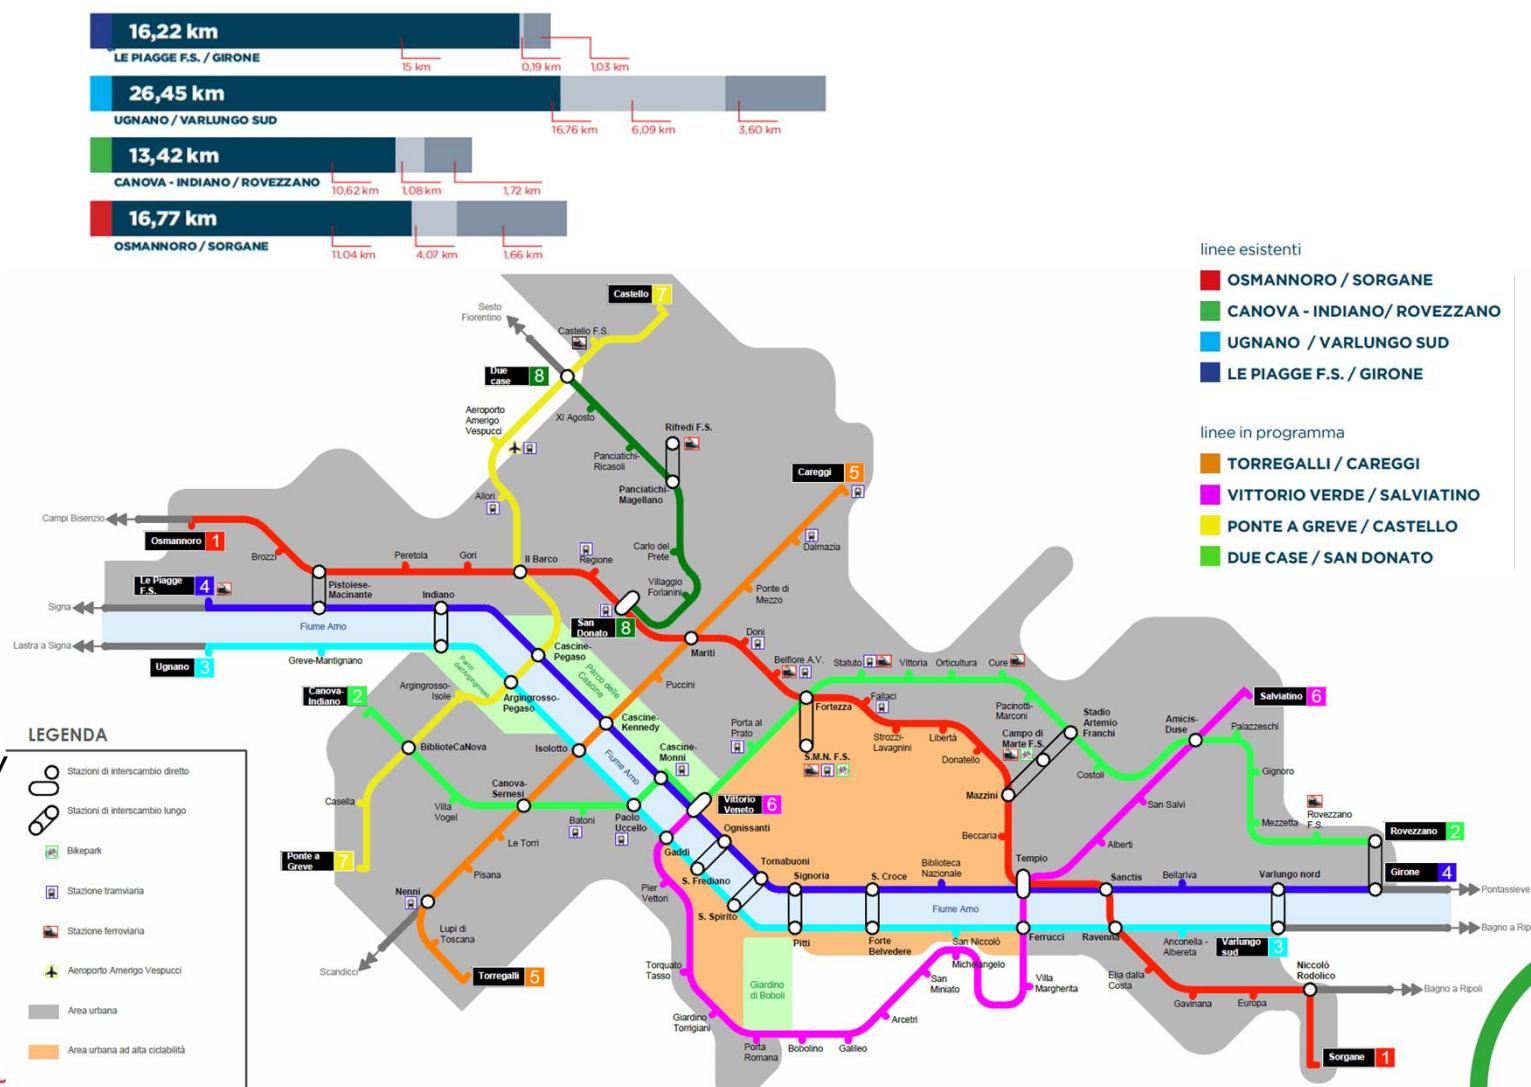 16,22 km
LE PIAGGE F.S. / GIRONE
15 km
0,19 km
1,03 km
26,45 km
UGNANO / VARLUNGO SUD
16,76 km
6,09 km
3,60 km
13,42 km
CANOVA - INDIANO / ROVEZZANO
10,62 km
1,08 km
1,72 km
16,77 km
OSMANNORO / SORGANE
11,04 km
4,07 km
1,66 km
linee esistenti
OSMANNORO / SORGANE
CANOVA - INDIANO/ ROVEZZANO
UGNANO / VARLUNGO SUD
LE PIAGGE F.S. / GIRONE
linee in programma
TORREGALLI / CAREGGI
VITTORIO VERDE / SALVIATINO
PONTE A GREVE / CASTELLO
DUE CASE / SAN DONATO
Castello 7
Sesto
Fiorentino
Castello F.S.
Due
case 8
XI Agosto
Aeroporto
Amerigo
Vespucci
Rifredi F.S.
Panciatichi-
Ricasoli
Panciatichi-
Magellano
Careggi 5
Allori
Dalmazia
Campi Bisenzio
Osmannoro 1
Brozzi
Peretola
Gori
Il Barco
Regione
Carlo del
Prete
Villaggio
Forlanini
Ponte di
Mezzo
Le Piagge
F.S. 4
Pistoiese-
Macinante
Indiano
Signa
Fiume Arno
San
Donato 8
Mariti
Doni
Lastra a Signa
Ugnano 3
Greve-Mantignano
Cascine-
Pegaso
Parco delle
Cascine
Parco
dell'Argingrosso
Puccini
Belfiore A.V.
Statuto
Vittoria
Orticultura
Cure
Canova-
Indiano 2
Argingrosso-
Isole
Argingrosso-
Pegaso
Cascine-
Kennedy
Fortezza
Fallaci
Pacinotti-
Marconi
Stadio
Artemio
Franchi
Amicis-
Duse
Salviatino 6
Palazzeschi
BiblioteCaNova
Isolotto
Fiume Arno
Cascine-
Monni
Porta al
Prato
S.M.N. F.S.
Strozzi-
Lavagnini
Libertà
Donatello
Campo di
Marte F.S.
Costoli
Gignoro
Casella
Villa
Vogel
Canova-
Sernesi
Batoni
Paolo
Uccello
Vittorio
Veneto 6
Mazzini
San Salvi
Mezzetta
Rovezzano
F.S.
Rovezzano 2
Le Torri
Gaddi
Ognissanti
Beccaria
Alberti
Ponte a
Greve 7
Pisana
S. Frediano
Tornabuoni
Signoria
S. Croce
Biblioteca
Nazionale
Tempio
Sanctis
Bellariva
Varlungo nord
Girone 4
Pontassieve
Nenni
Pier
Vettori
S. Spirito
Fiume Arno
Lupi di
Toscana
Pitti
Forte
Belvedere
San Niccolò
Ferrucci
Ravenna
Anconella -
Albereta
Varlungo
sud 3
Bagno a Rip
Scandicci
Torregalli 5
Torquato
Tasso
Giardino
di Boboli
Michelangelo
San
Miniato
Villa
Margherita
Elia dalla
Costa
Gavinana
Europa
Niccolò
Rodolico
Bagno a Ripoli
Giardino
Torrigiani
Porta
Romana
Bobolino
Galileo
Arcetri
Sorgane 1
LEGENDA
Stazioni di interscambio diretto
Stazioni di interscambio lungo
Bikepark
Stazione tramviaria
Stazione ferroviaria
Aeroporto Amerigo Vespucci
Area urbana
Area urbana ad alta ciclabilità